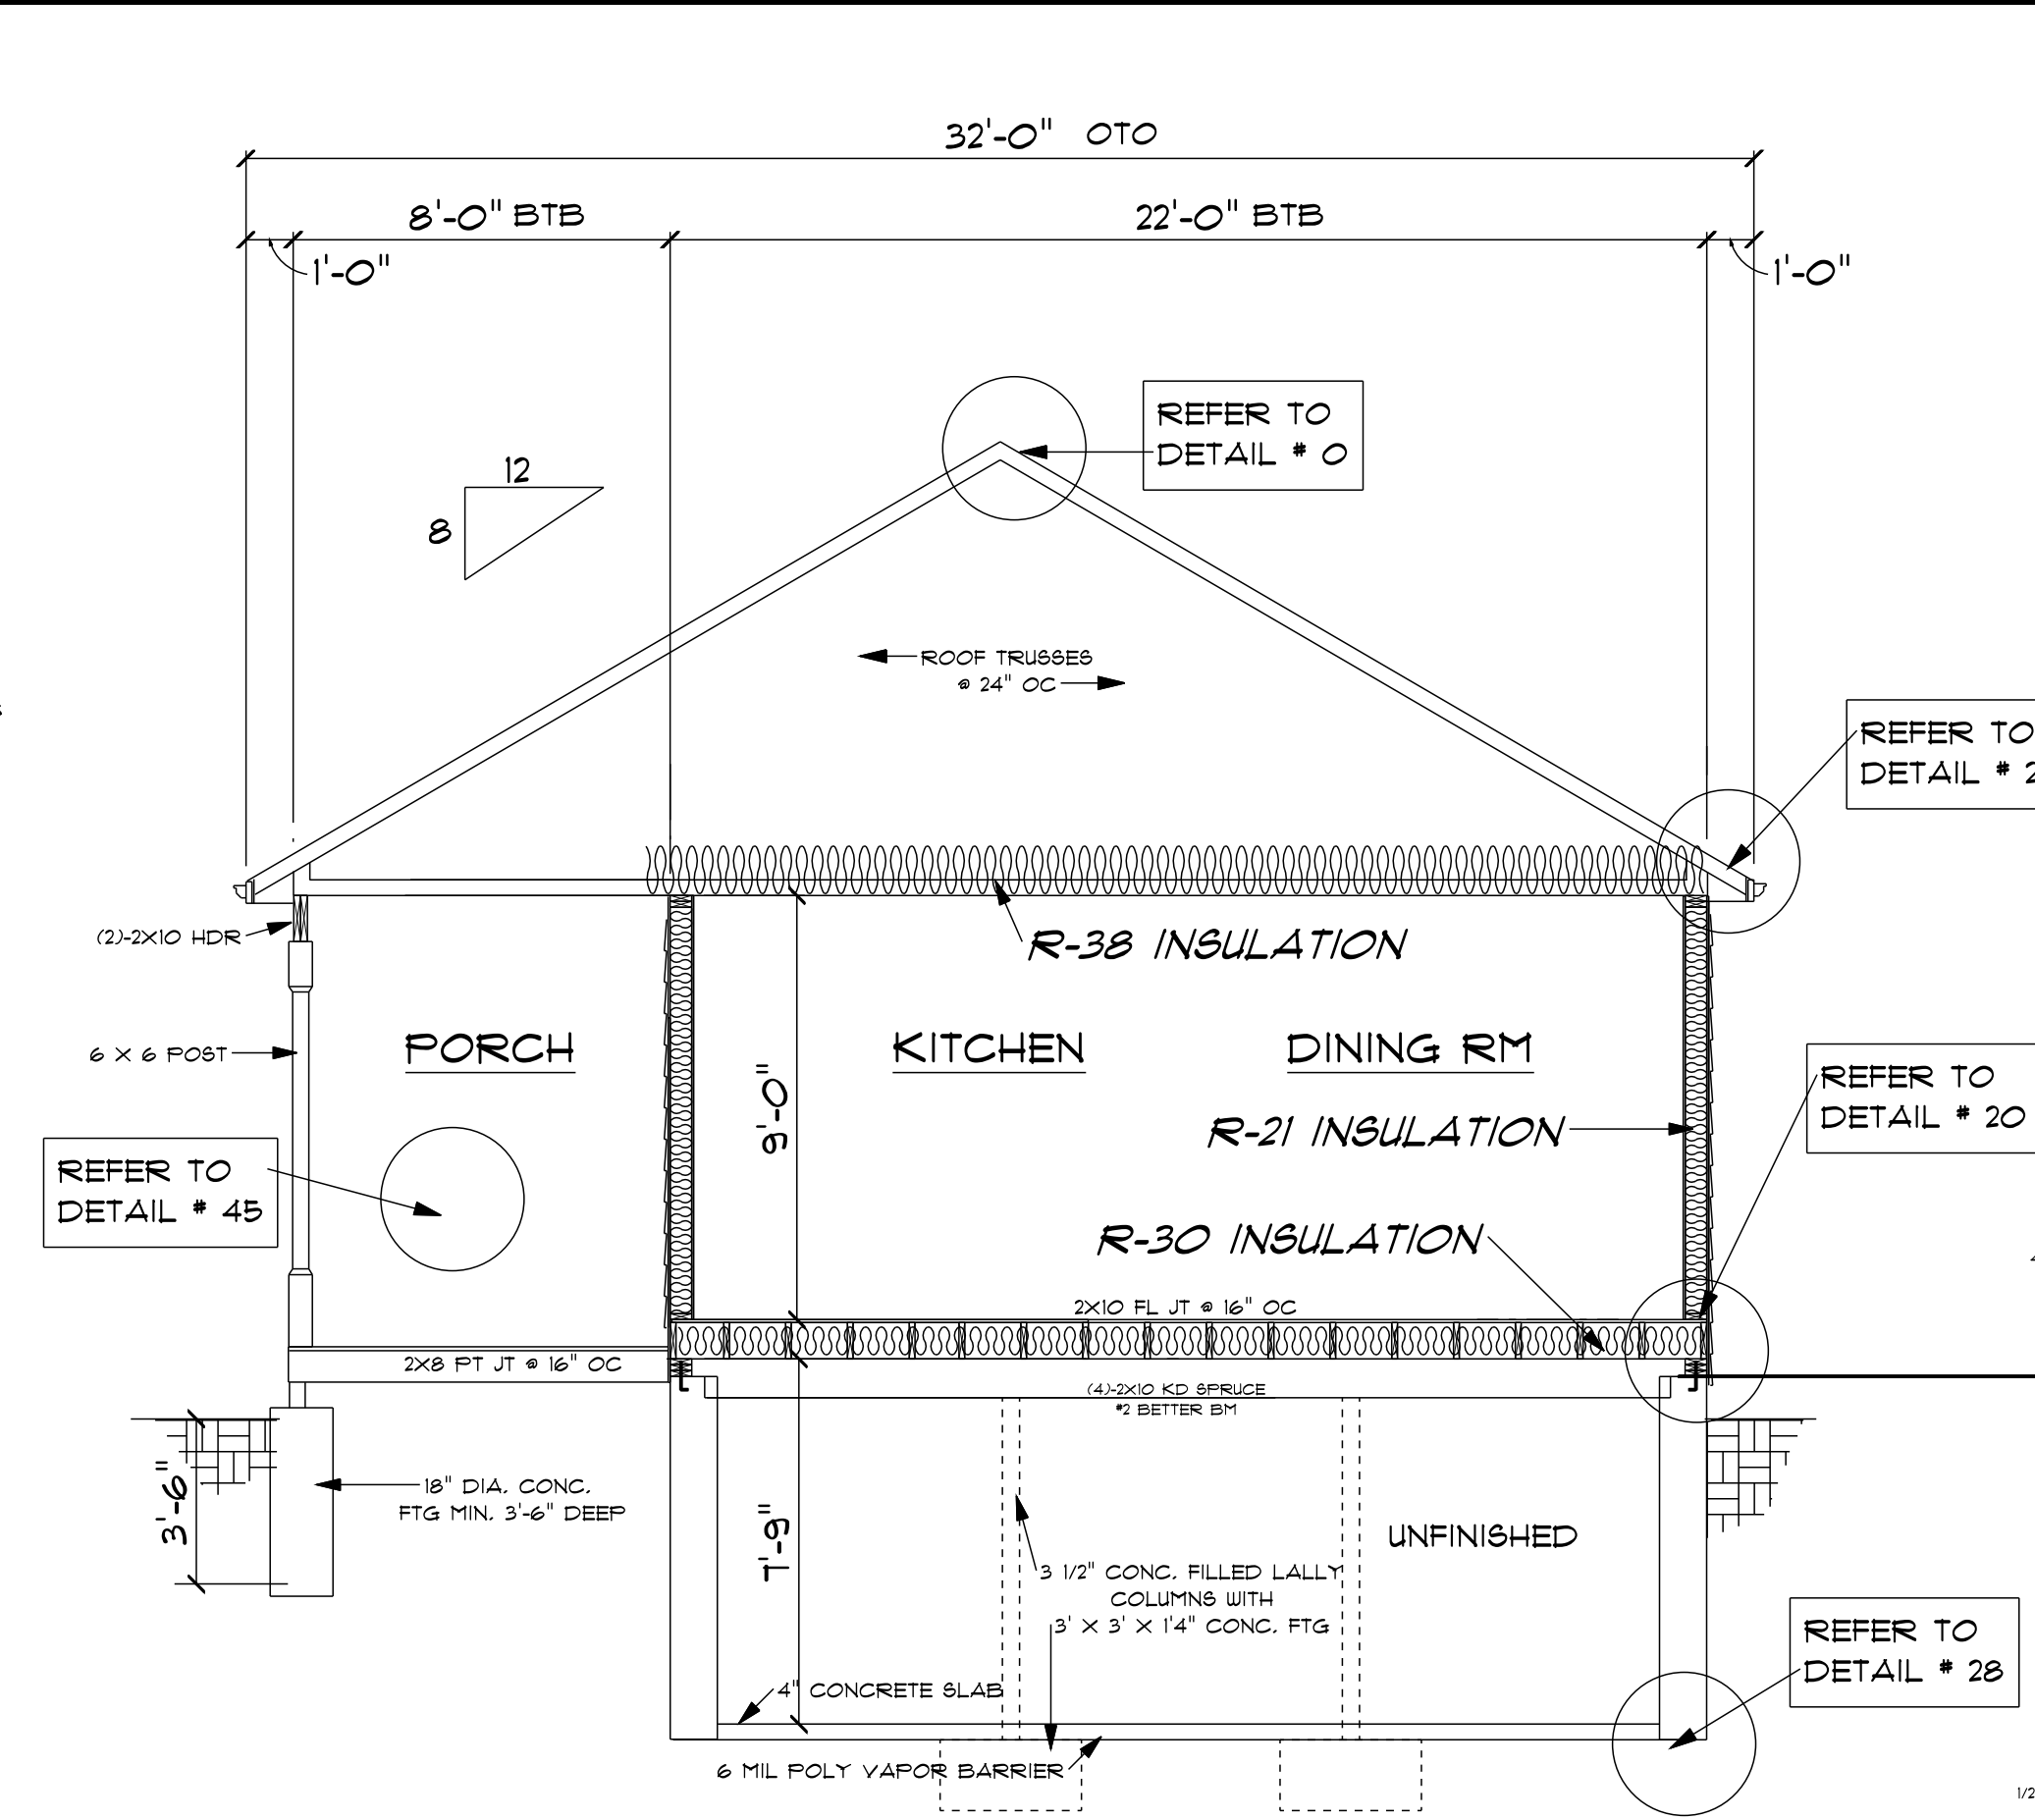 32'-0" OTO
8'-0" BTB
22'-0" BTB
1'-0"
1'-0"
REFER TO
DETAIL # 0
12
8
ROOF TRUSSES
@ 24" OC
REFER TO
DETAIL # 2
(2)-2X10 HDR
R-38 INSULATION
6 X 6 POST
PORCH
KITCHEN
DINING RM
9'-0"
REFER TO
DETAIL # 20
R-21 INSULATION
REFER TO
DETAIL # 45
R-30 INSULATION
2X10 FL JT @ 16" OC
2X8 PT JT @ 16" OC
(4)-2X10 KD SPRUCE
#2 BETTER BM
3'-6"
18" DIA. CONC.
FTG MIN. 3'-6" DEEP
7'-9"
UNFINISHED
3 1/2" CONC. FILLED LALLY
COLUMNS WITH
3' X 3' X 1'4" CONC. FTG
REFER TO
DETAIL # 28
4" CONCRETE SLAB
6 MIL POLY VAPOR BARRIER
1/2